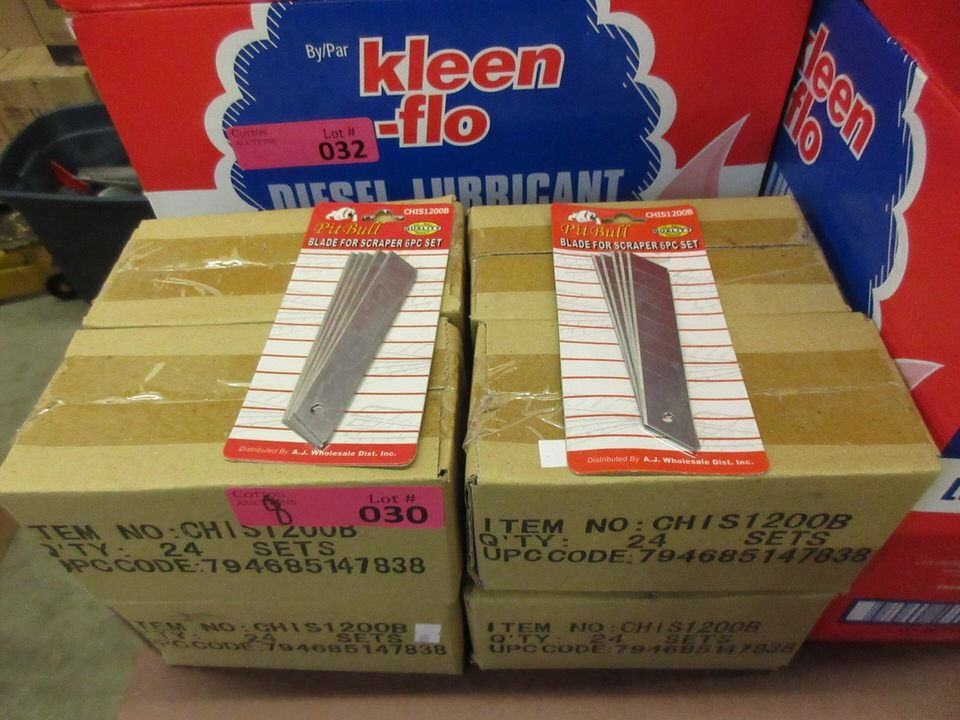 By/Par
kleen
-flo
DIESEL LUBRICANT
COTTON
AUCTIONS
Lot #
032
kleen
flo
CHIS1200B
Pit Bull
QUALITY
BLADE FOR SCRAPER 6PC SET
Distributed By A.J. Wholesale Dist. Inc.
CHIS1200B
Pit Bull
QUALITY
BLADE FOR SCRAPER 6PC SET
Distributed By A.J. Wholesale Dist. Inc.
COTTON
AUCTIONS
Lot #
030
ITEM NO:CHIS1200B
Q'TY: 24 SETS
UPC CODE:794685147838
ITEM NO:CHIS1200B
Q'TY: 24 SETS
UPC CODE:794685147838
ITEM NO:CHIS1200B
24 SETS
CODE:794685147838
ITEM NO:CHIS1200B
Q'TY: 24 SETS
UPC CODE:794685147838